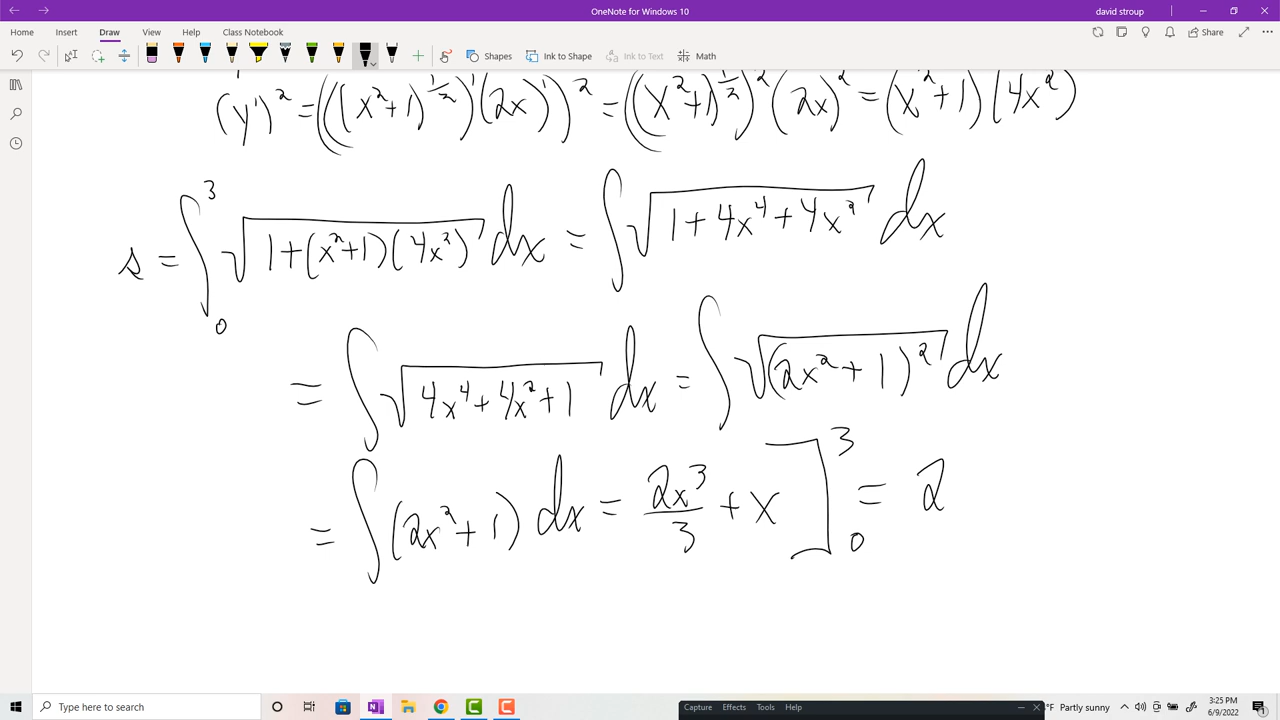 OneNote for Windows 10
david stroup
Home Insert Draw View Help Class Notebook Share
Shapes Ink to Shape Ink to Text Math
(y')² = (((x²+1)^½)'(2x)')² = ((x²+1)^½)²(2x)² = (x²+1)(4x²)
s = ∫₀³ √(1+(x²+1)(4x²)) dx = ∫ √(1+4x⁴+4x²) dx
= ∫ √(4x⁴+4x²+1) dx = ∫ √((2x²+1)²) dx
= ∫ (2x²+1) dx = 2x³/3 + x ]₀³ = 2
Capture Effects Tools Help
Type here to search
°F Partly sunny
3:25 PM
6/9/2022